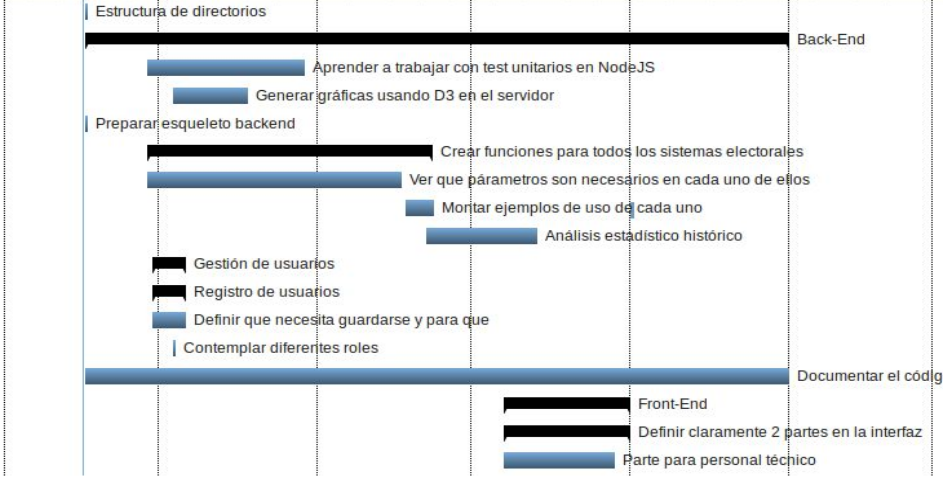 Estructura de directorios
Back-End
Aprender a trabajar con test unitarios en NodeJS
Generar gráficas usando D3 en el servidor
Preparar esqueleto backend
Crear funciones para todos los sistemas electorales
Ver que párametros son necesarios en cada uno de ellos
Montar ejemplos de uso de cada uno
Análisis estadístico histórico
Gestión de usuarios
Registro de usuarios
Definir que necesita guardarse y para que
Contemplar diferentes roles
Documentar el códig
Front-End
Definir claramente 2 partes en la interfaz
Parte para personal técnico